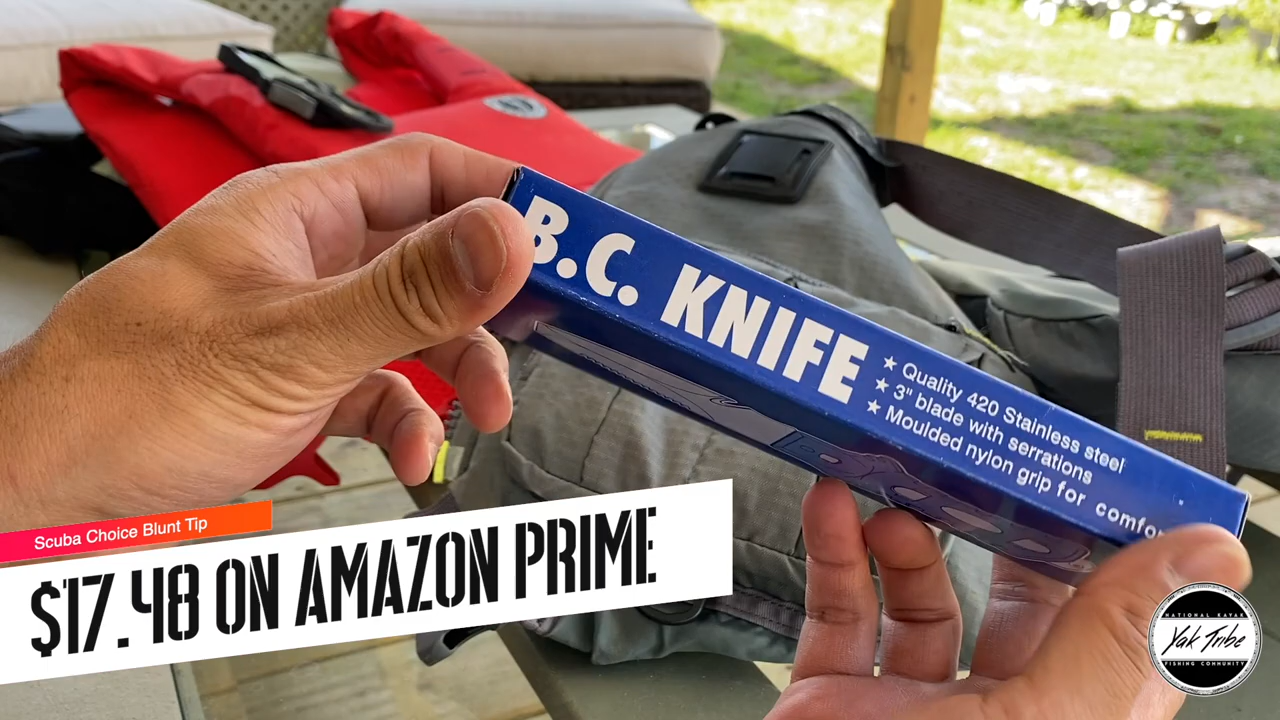 B.C. KNIFE
★ Quality 420 Stainless steel
★ 3" blade with serrations
★ Moulded nylon grip for comfo
Scuba Choice Blunt Tip
$17.48 ON AMAZON PRIME
NATIONAL KAYAK
Yak Tribe
FISHING COMMUNITY